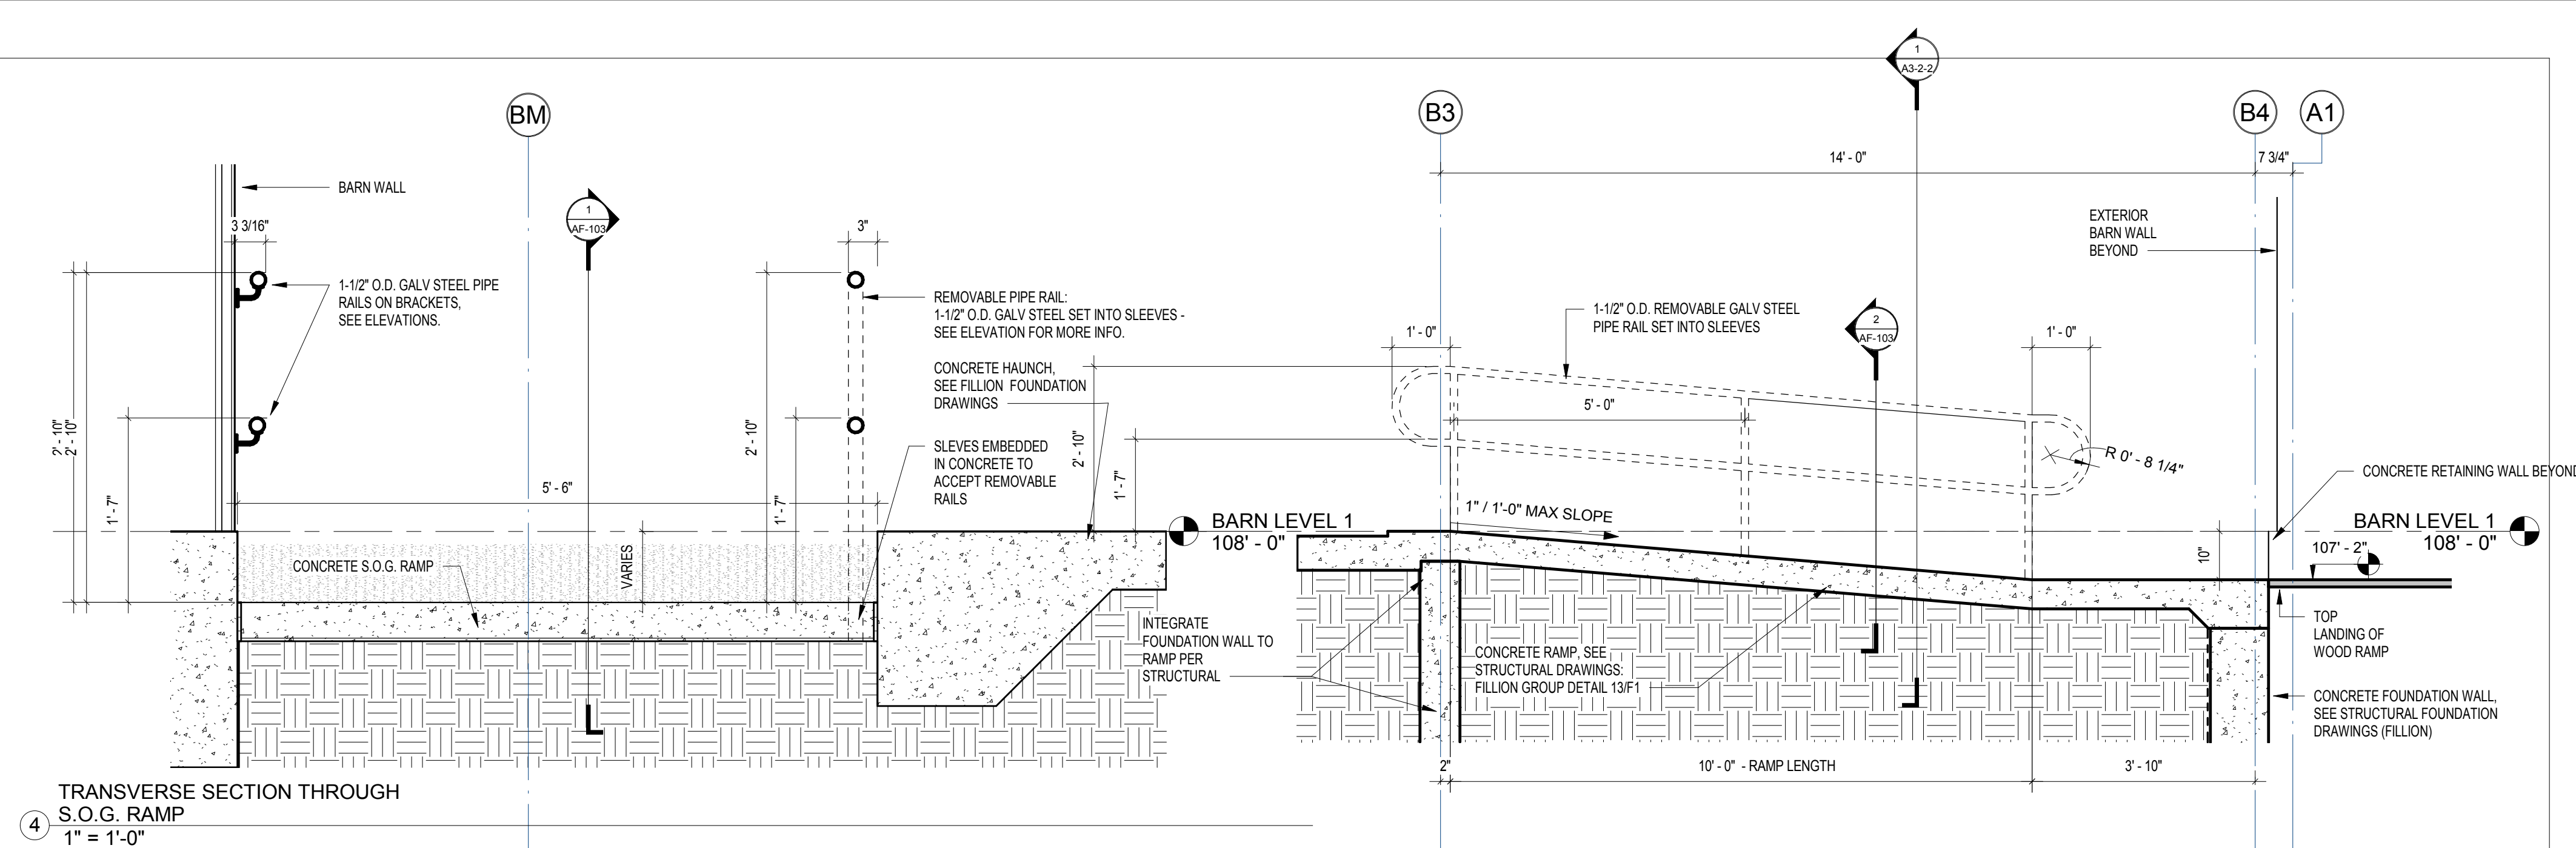 1
A3-2-2
BM
B3
B4
A1
14' - 0"
7 3/4"
BARN WALL
3 3/16"
1
AF-103
3"
EXTERIOR
BARN WALL
BEYOND
1-1/2" O.D. GALV STEEL PIPE
RAILS ON BRACKETS,
SEE ELEVATIONS.
REMOVABLE PIPE RAIL:
1-1/2" O.D. GALV STEEL SET INTO SLEEVES -
SEE ELEVATION FOR MORE INFO.
1-1/2" O.D. REMOVABLE GALV STEEL
PIPE RAIL SET INTO SLEEVES
2
AF-103
1' - 0"
1' - 0"
CONCRETE HAUNCH,
SEE FILLION FOUNDATION
DRAWINGS
5' - 0"
2' - 10"
2' - 10"
2' - 10"
2' - 10"
SLEVES EMBEDDED
IN CONCRETE TO
ACCEPT REMOVABLE
RAILS
R 0' - 8 1/4"
CONCRETE RETAINING WALL BEYOND
1' - 7"
5' - 6"
1' - 7"
1' - 7"
1" / 1'-0" MAX SLOPE
BARN LEVEL 1
108' - 0"
BARN LEVEL 1
108' - 0"
CONCRETE S.O.G. RAMP
VARIES
10"
107' - 2"
INTEGRATE
FOUNDATION WALL TO
RAMP PER
STRUCTURAL
CONCRETE RAMP, SEE
STRUCTURAL DRAWINGS:
FILLION GROUP DETAIL 13/F1
TOP
LANDING OF
WOOD RAMP
CONCRETE FOUNDATION WALL,
SEE STRUCTURAL FOUNDATION
DRAWINGS (FILLION)
2"
10' - 0" - RAMP LENGTH
3' - 10"
4
TRANSVERSE SECTION THROUGH
S.O.G. RAMP
1" = 1'-0"